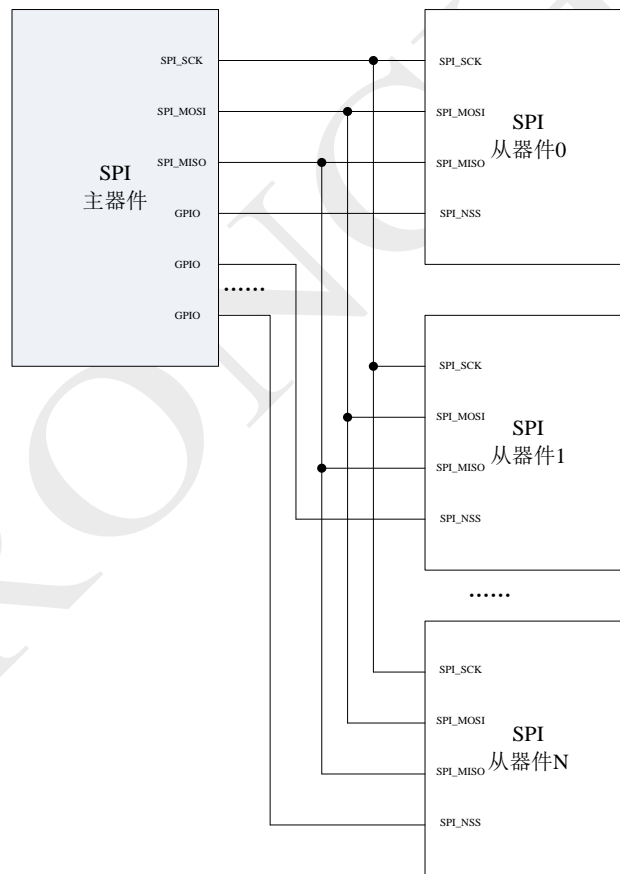 SPI_SCK
SPI_MOSI
SPI_MISO
SPI
主器件
GPIO
GPIO
......
GPIO
SPI_SCK
SPI_MOSI
SPI
从器件0
SPI_MISO
SPI_NSS
SPI_SCK
SPI_MOSI
SPI
从器件1
SPI_MISO
SPI_NSS
......
SPI_SCK
SPI_MOSI
SPI
从器件N
SPI_MISO
SPI_NSS